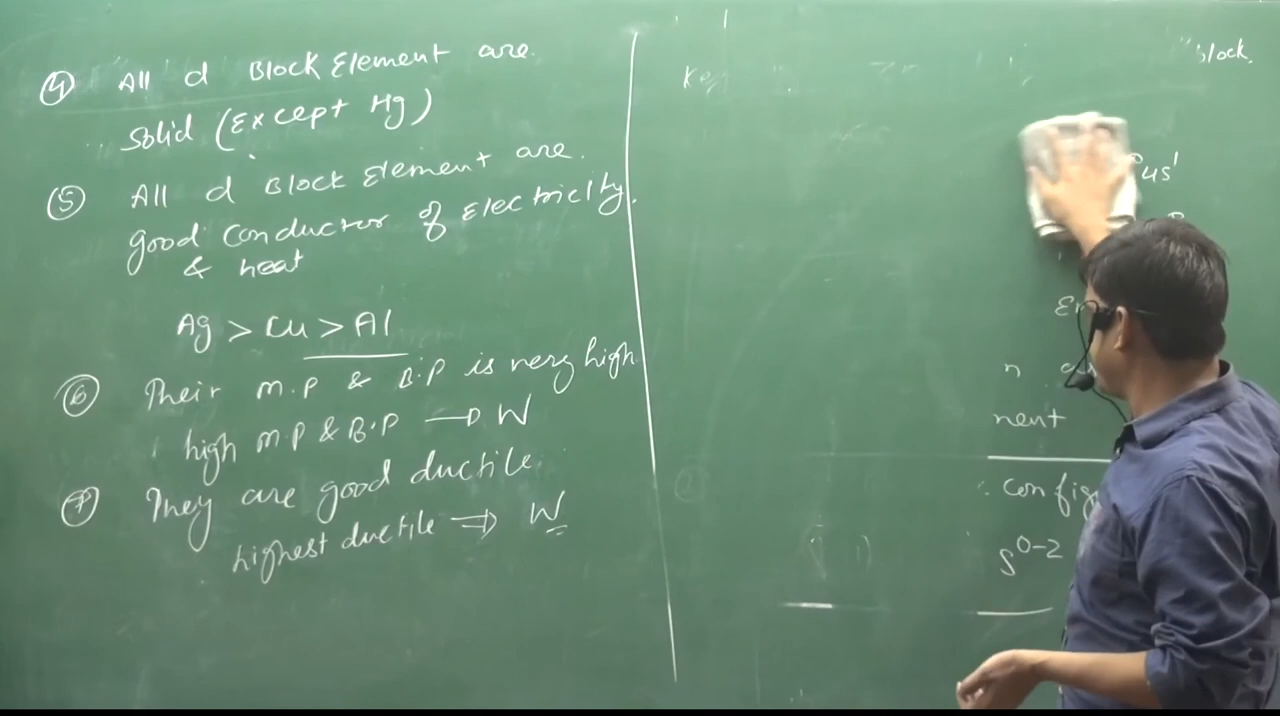 ④ All d Block Element are
Solid (Except Hg)
⑤ All d Block Element are.
good conductor of Electricity.
& heat
Ag > Cu > Al
⑥ Their M.P & B.P is very high
high M.P & B.P → W
⑦ They are good ductile.
highest ductile ⇒ W
block.
4s¹
n
nent
config
s⁰⁻²